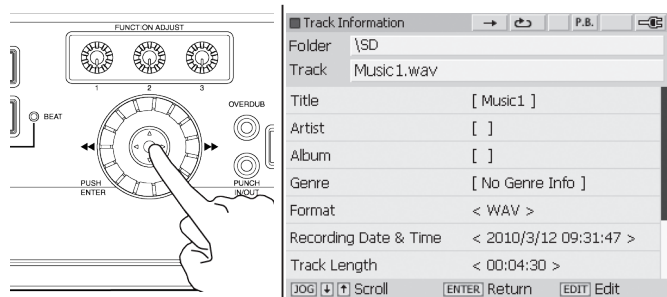 FUNCTION ADJUST
1 2 3
BEAT
OVERDUB
PUSH
ENTER
PUNCH
IN/OUT
Track Information P.B.
Folder \SD
Track Music1.wav
Title [ Music1 ]
Artist [ ]
Album [ ]
Genre [ No Genre Info ]
Format < WAV >
Recording Date & Time < 2010/3/12 09:31:47 >
Track Length < 00:04:30 >
JOG Scroll ENTER Return EDIT Edit